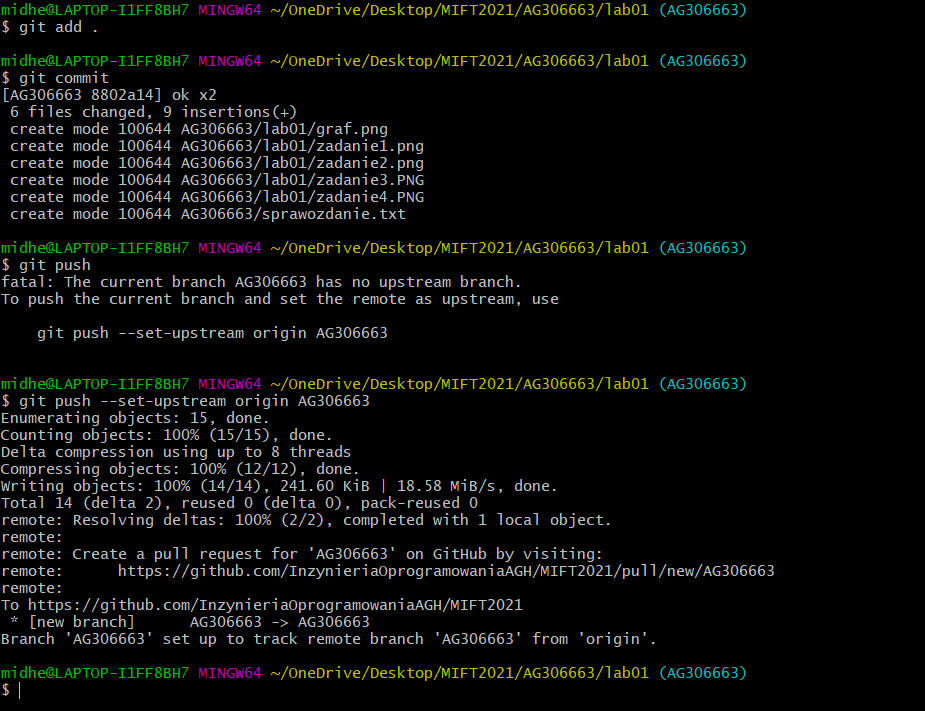 midhe@LAPTOP-I1FF8BH7 MINGW64 ~/OneDrive/Desktop/MIFT2021/AG306663/lab01 (AG306663)
$ git add .
midhe@LAPTOP-I1FF8BH7 MINGW64 ~/OneDrive/Desktop/MIFT2021/AG306663/lab01 (AG306663)
$ git commit
[AG306663 8802a14] ok x2
 6 files changed, 9 insertions(+)
 create mode 100644 AG306663/lab01/graf.png
 create mode 100644 AG306663/lab01/zadanie1.png
 create mode 100644 AG306663/lab01/zadanie2.png
 create mode 100644 AG306663/lab01/zadanie3.PNG
 create mode 100644 AG306663/lab01/zadanie4.PNG
 create mode 100644 AG306663/sprawozdanie.txt
midhe@LAPTOP-I1FF8BH7 MINGW64 ~/OneDrive/Desktop/MIFT2021/AG306663/lab01 (AG306663)
$ git push
fatal: The current branch AG306663 has no upstream branch.
To push the current branch and set the remote as upstream, use
    git push --set-upstream origin AG306663
midhe@LAPTOP-I1FF8BH7 MINGW64 ~/OneDrive/Desktop/MIFT2021/AG306663/lab01 (AG306663)
$ git push --set-upstream origin AG306663
Enumerating objects: 15, done.
Counting objects: 100% (15/15), done.
Delta compression using up to 8 threads
Compressing objects: 100% (12/12), done.
Writing objects: 100% (14/14), 241.60 KiB | 18.58 MiB/s, done.
Total 14 (delta 2), reused 0 (delta 0), pack-reused 0
remote: Resolving deltas: 100% (2/2), completed with 1 local object.
remote:
remote: Create a pull request for 'AG306663' on GitHub by visiting:
remote:      https://github.com/InzynieriaOprogramowaniaAGH/MIFT2021/pull/new/AG306663
remote:
To https://github.com/InzynieriaOprogramowaniaAGH/MIFT2021
 * [new branch]      AG306663 -> AG306663
Branch 'AG306663' set up to track remote branch 'AG306663' from 'origin'.
midhe@LAPTOP-I1FF8BH7 MINGW64 ~/OneDrive/Desktop/MIFT2021/AG306663/lab01 (AG306663)
$